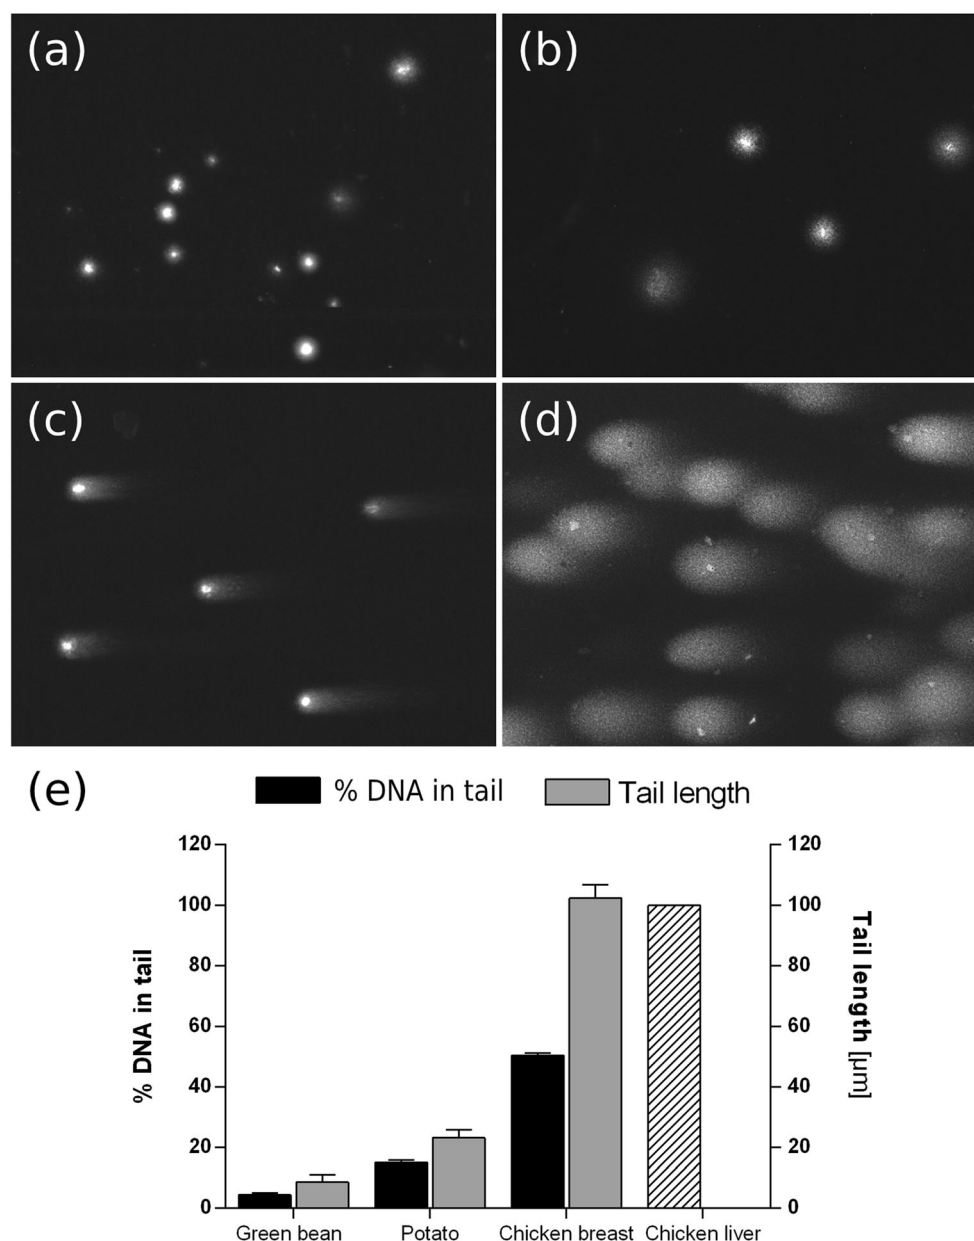 (a)
(b)
(c)
(d)
(e)
% DNA in tail
Tail length
120
100
80
60
40
20
0
% DNA in tail
120
100
80
60
40
20
0
Tail length [µm]
Green bean
Potato
Chicken breast
Chicken liver